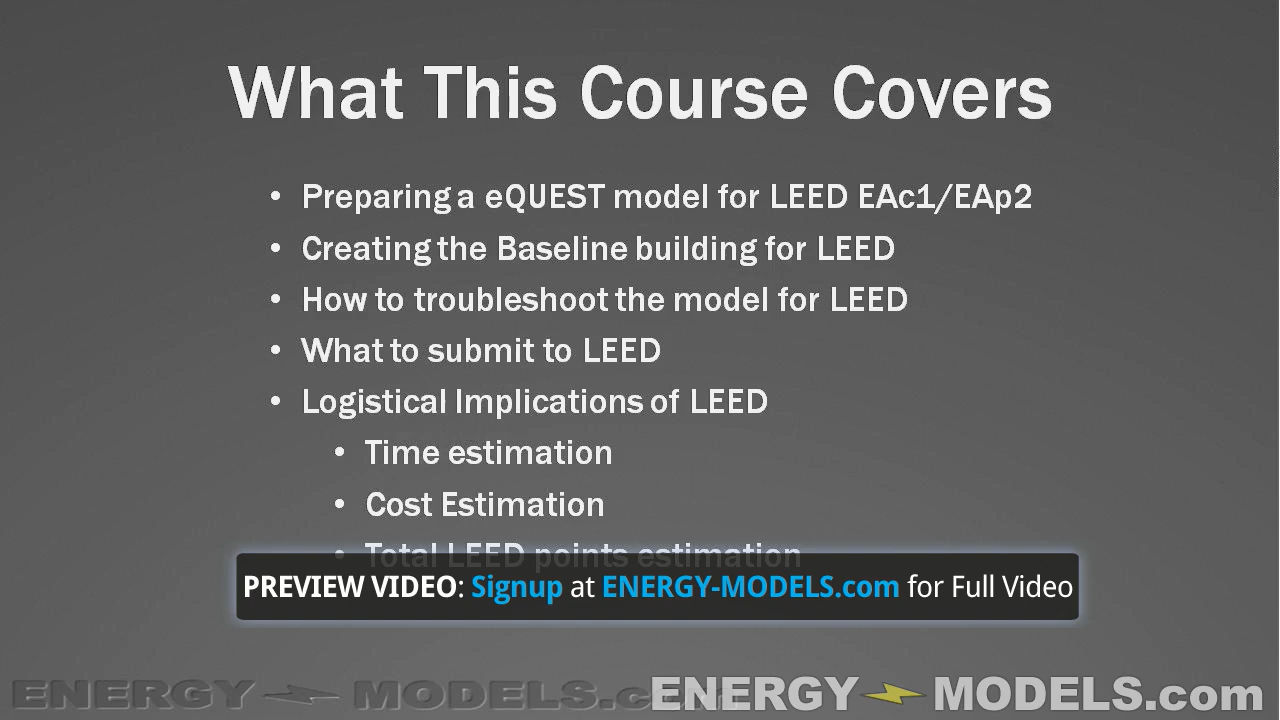 What This Course Covers
• Preparing a eQUEST model for LEED EAc1/EAp2
• Creating the Baseline building for LEED
• How to troubleshoot the model for LEED
• What to submit to LEED
• Logistical Implications of LEED
• Time estimation
• Cost Estimation
• Total LEED points estimation
PREVIEW VIDEO: Signup at ENERGY-MODELS.com for Full Video
ENERGY MODELS.com
ENERGY MODELS.com